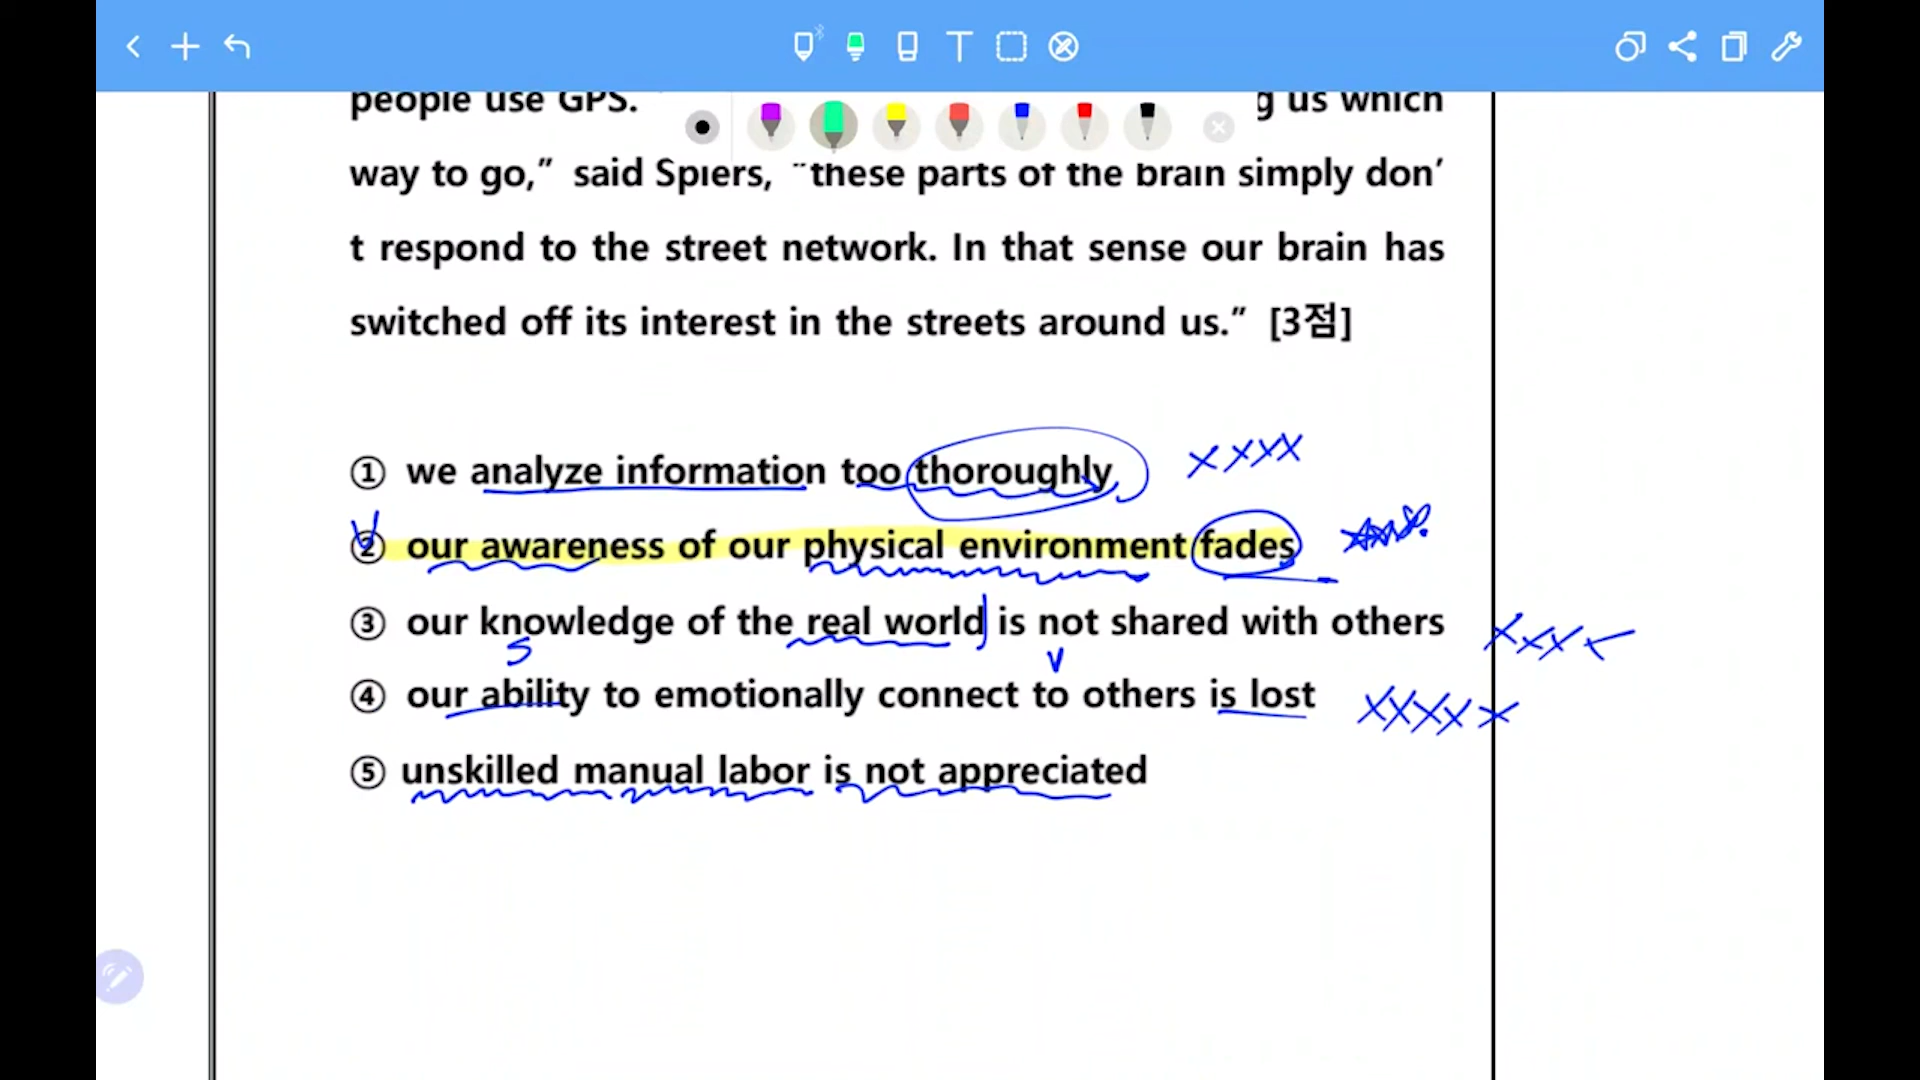 people use GPS. g us which
way to go,” said Spiers, “these parts of the brain simply don’
t respond to the street network. In that sense our brain has
switched off its interest in the streets around us.” [3점]
① we analyze information too thoroughly XXXX
V
② our awareness of our physical environment fades Ans.
③ our knowledge of the real world is not shared with others XXX
S V
④ our ability to emotionally connect to others is lost XXXXX
⑤ unskilled manual labor is not appreciated